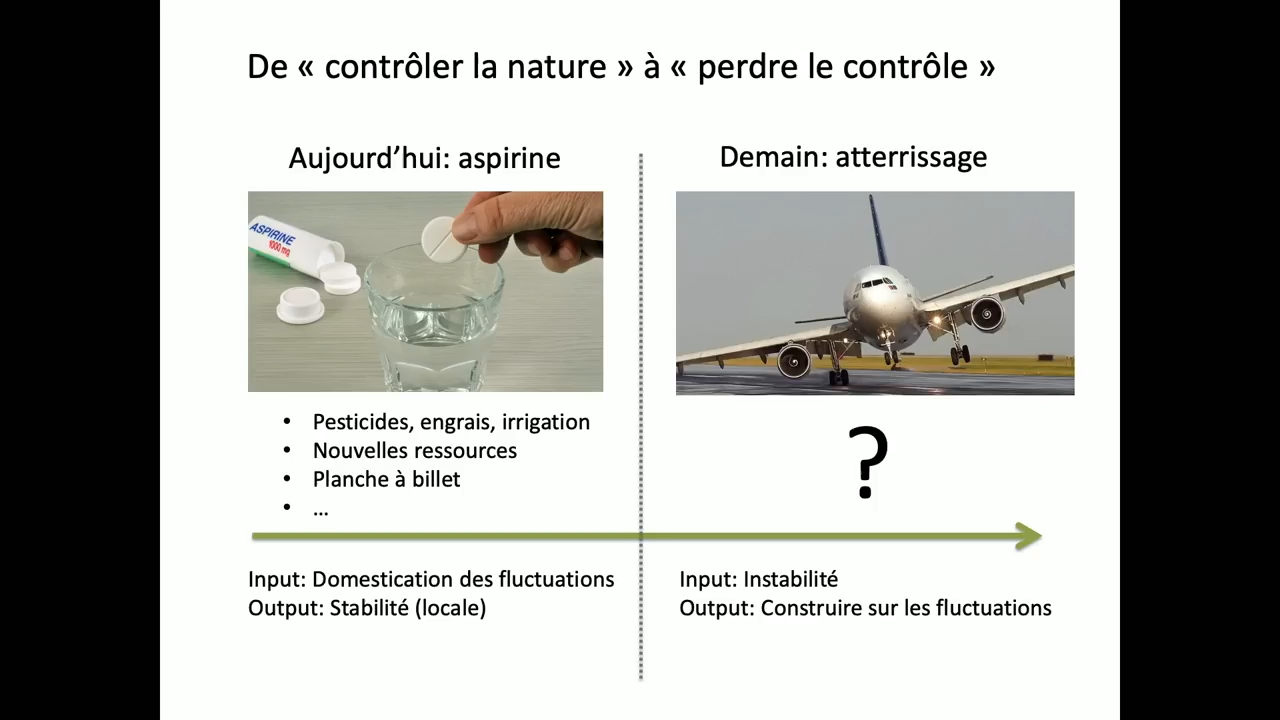 De « contrôler la nature » à « perdre le contrôle »
Aujourd’hui: aspirine
ASPIRINE
1000 mg
• Pesticides, engrais, irrigation
• Nouvelles ressources
• Planche à billet
• …
Input: Domestication des fluctuations
Output: Stabilité (locale)
Demain: atterrissage
?
Input: Instabilité
Output: Construire sur les fluctuations